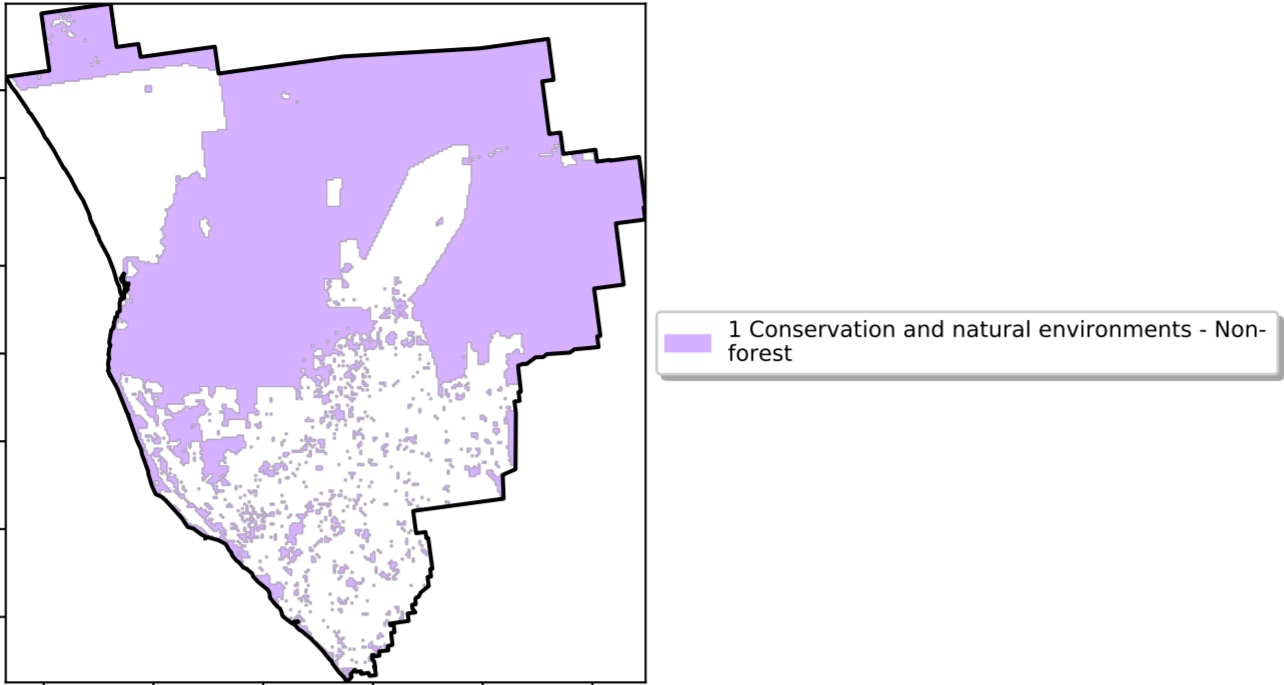 1 Conservation and natural environments - Non-
forest